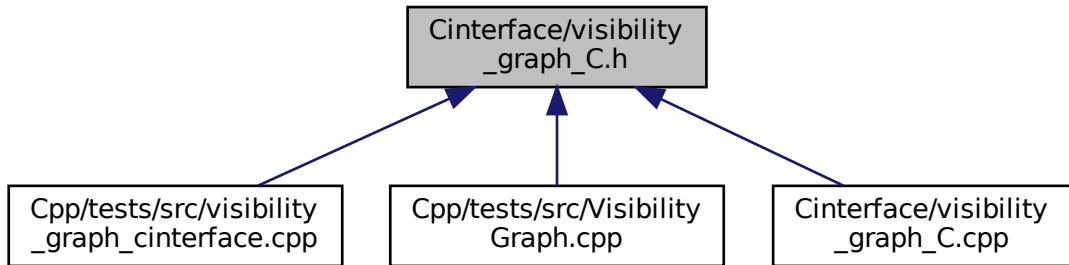 Cinterface/visibility
_graph_C.h
Cpp/tests/src/visibility
_graph_cinterface.cpp
Cpp/tests/src/Visibility
Graph.cpp
Cinterface/visibility
_graph_C.cpp